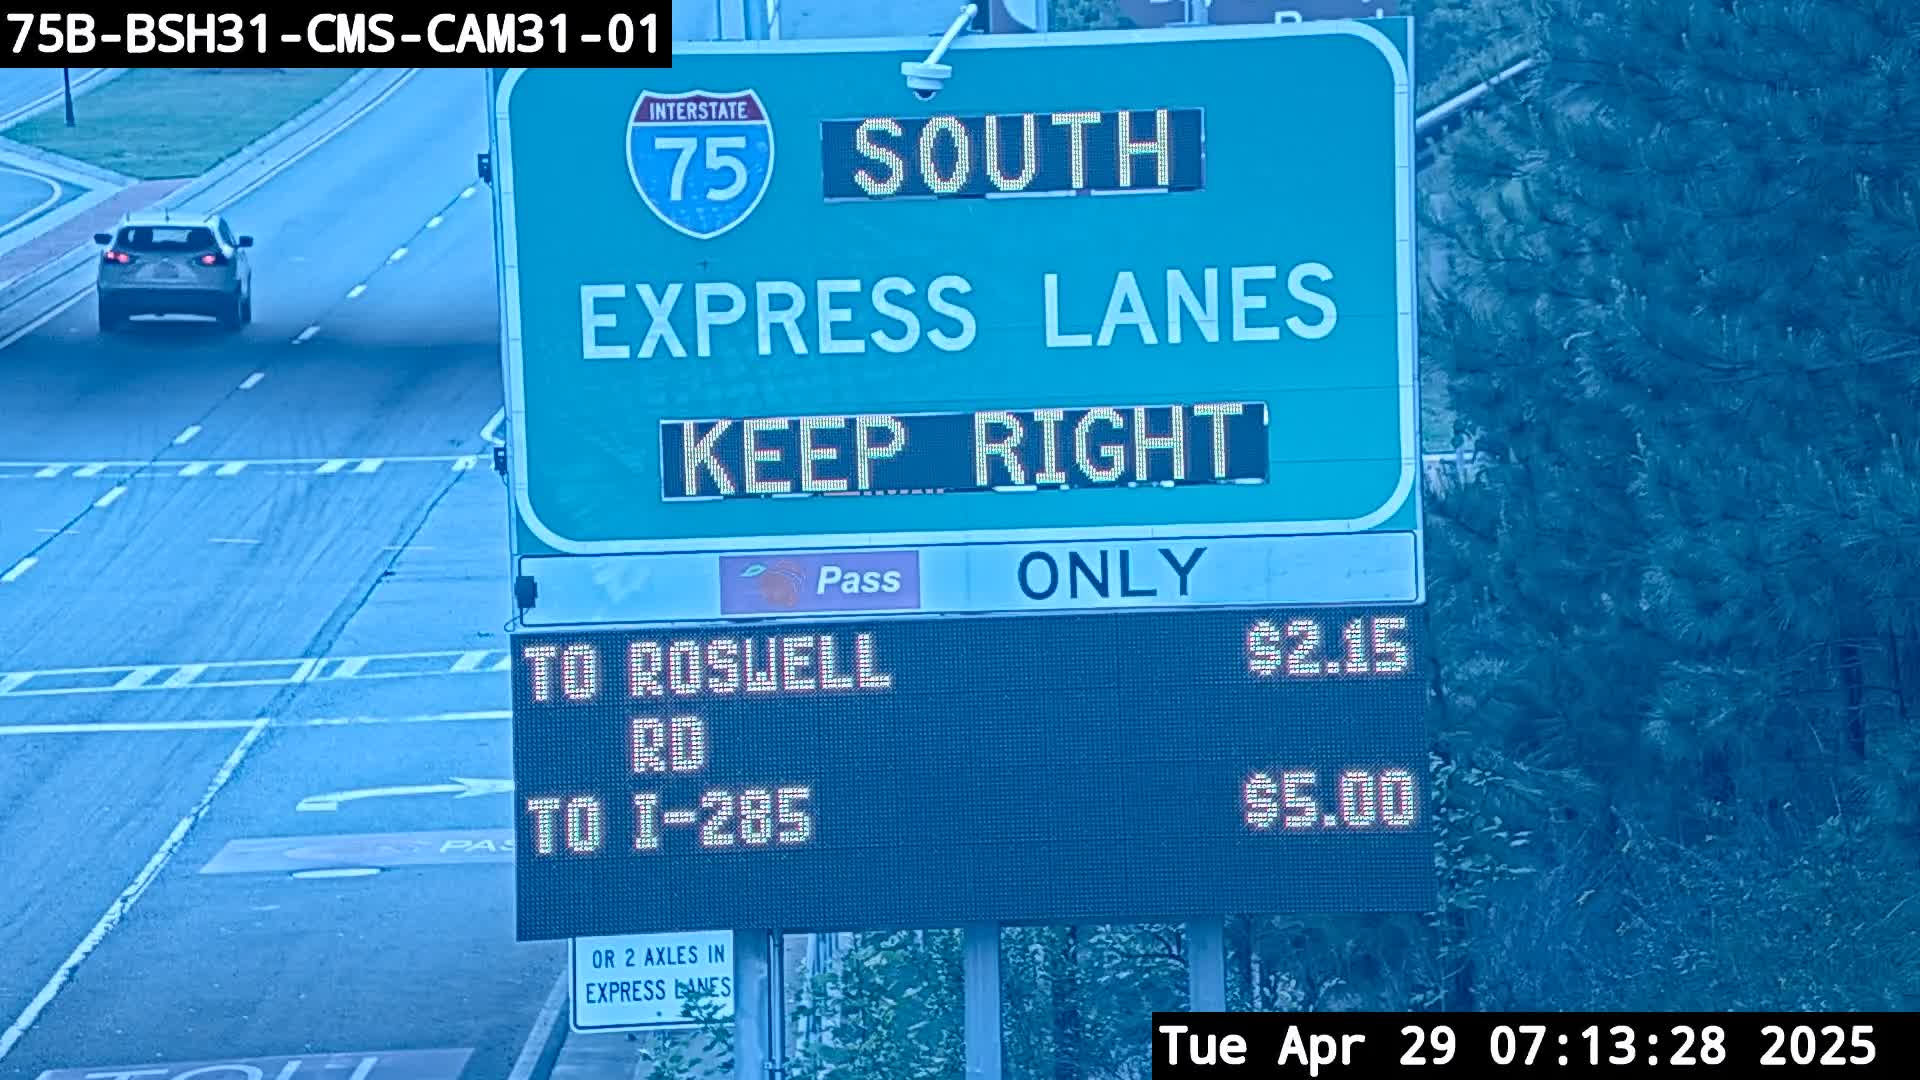 75B-BSH31-CMS-CAM31-01
INTERSTATE
75
SOUTH
EXPRESS LANES
KEEP RIGHT
Pass ONLY
TO ROSWELL $2.15
RD
TO I-285 $5.00
OR 2 AXLES IN
EXPRESS LANES
TOLL
Tue Apr 29 07:13:28 2025